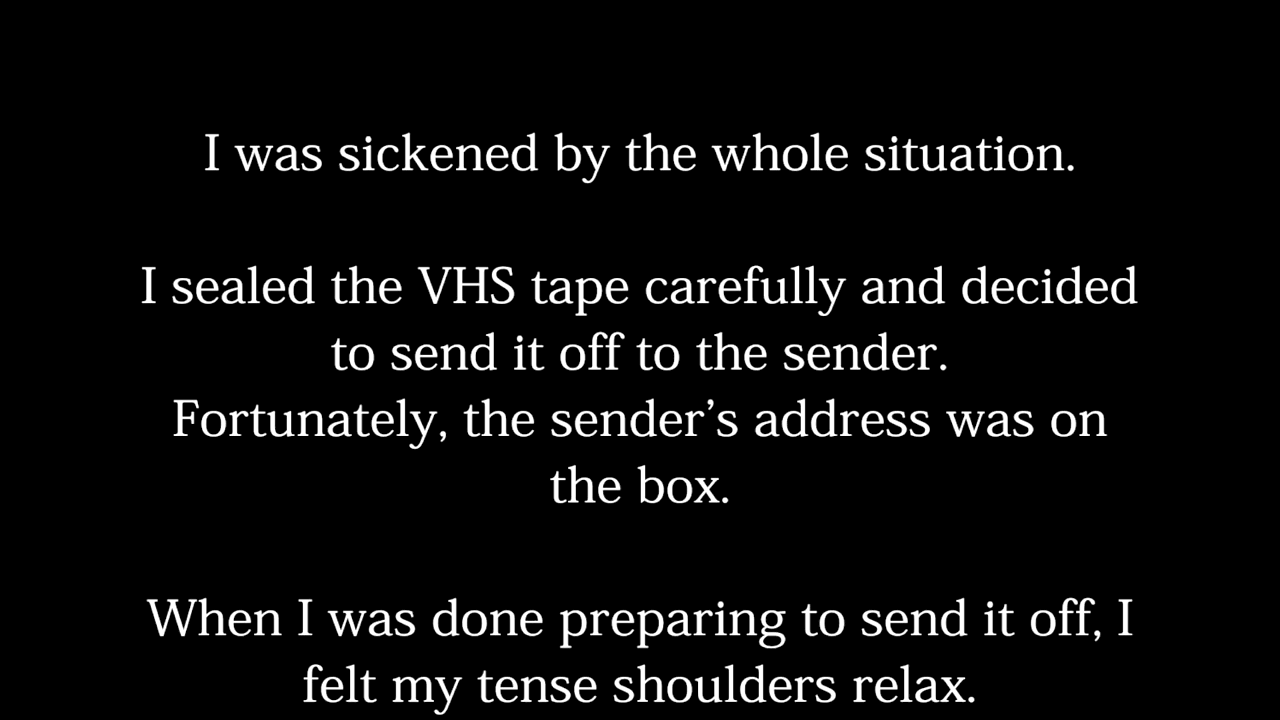 I was sickened by the whole situation.
I sealed the VHS tape carefully and decided
to send it off to the sender.
Fortunately, the sender’s address was on
the box.
When I was done preparing to send it off, I
felt my tense shoulders relax.